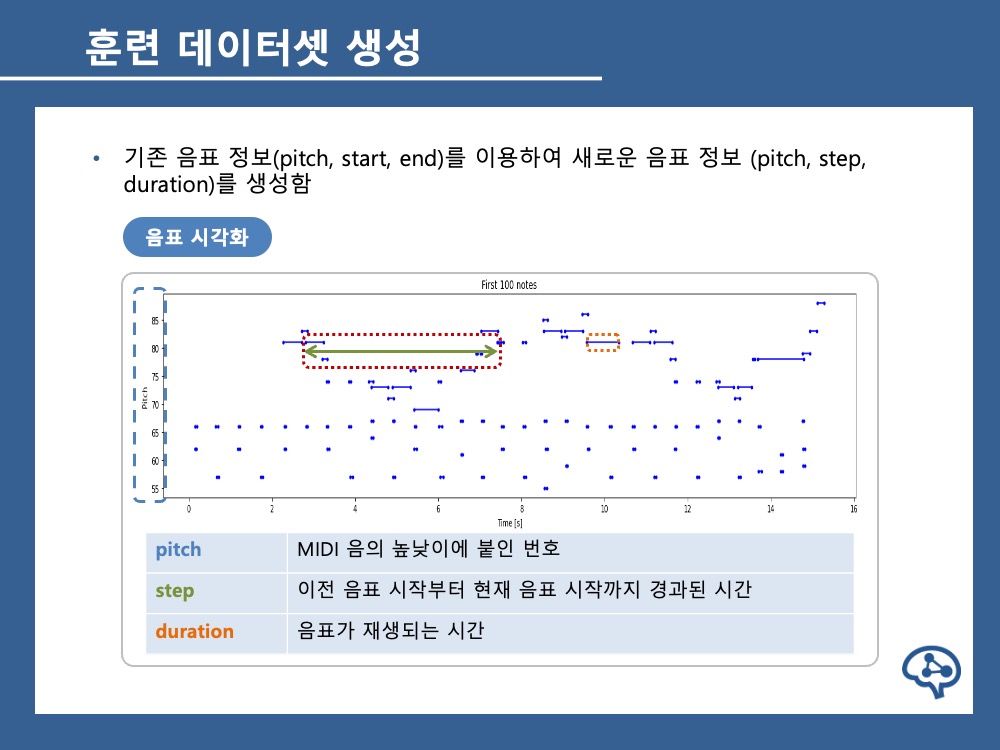 훈련 데이터셋 생성
• 기존 음표 정보(pitch, start, end)를 이용하여 새로운 음표 정보 (pitch, step,
duration)를 생성함
음표 시각화
First 100 notes
Pitch
85
80
75
70
65
60
55
0 2 4 6 8 10 12 14 16
Time [s]
pitch MIDI 음의 높낮이에 붙인 번호
step 이전 음표 시작부터 현재 음표 시작까지 경과된 시간
duration 음표가 재생되는 시간